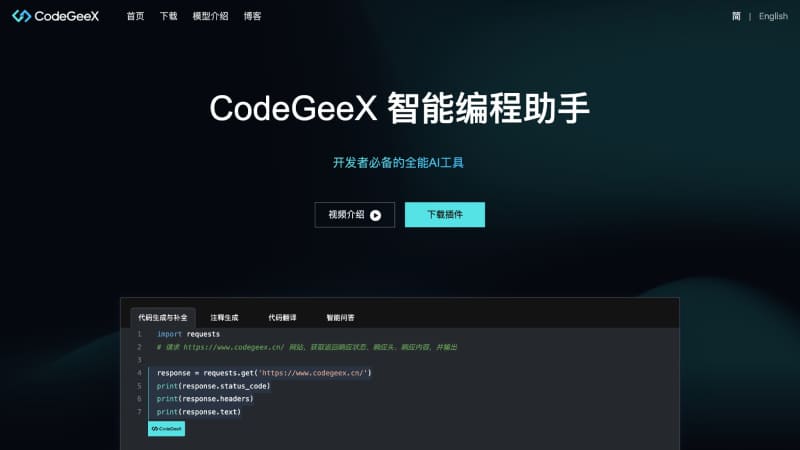 CodeGeeX 首页 下载 模型介绍 博客 简 | English
CodeGeeX 智能编程助手
开发者必备的全能AI工具
视频介绍 下载插件
代码生成与补全 注释生成 代码翻译 智能问答
1 import requests
2 # 请求 https://www.codegeex.cn/ 网站，获取返回响应状态、响应头、响应内容，并输出
3
4 response = requests.get('https://www.codegeex.cn/')
5 print(response.status_code)
6 print(response.headers)
7 print(response.text)
CodeGeeX